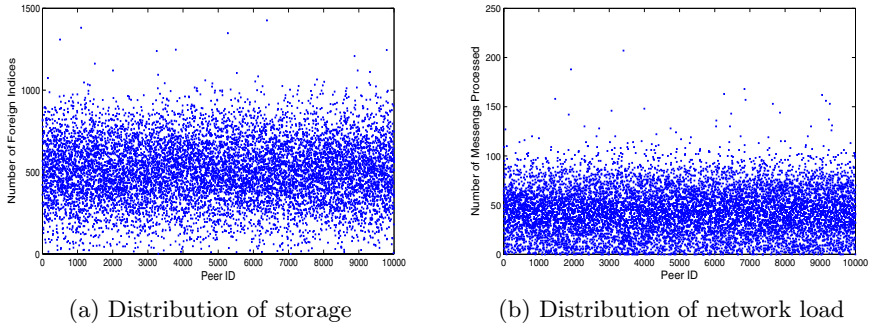 1500
1000
500
0
Number of Foreign Indices
0 1000 2000 3000 4000 5000 6000 7000 8000 9000 10000
Peer ID
(a) Distribution of storage
250
200
150
100
50
0
Number of Messengs Processed
0 1000 2000 3000 4000 5000 6000 7000 8000 9000 10000
Peer ID
(b) Distribution of network load